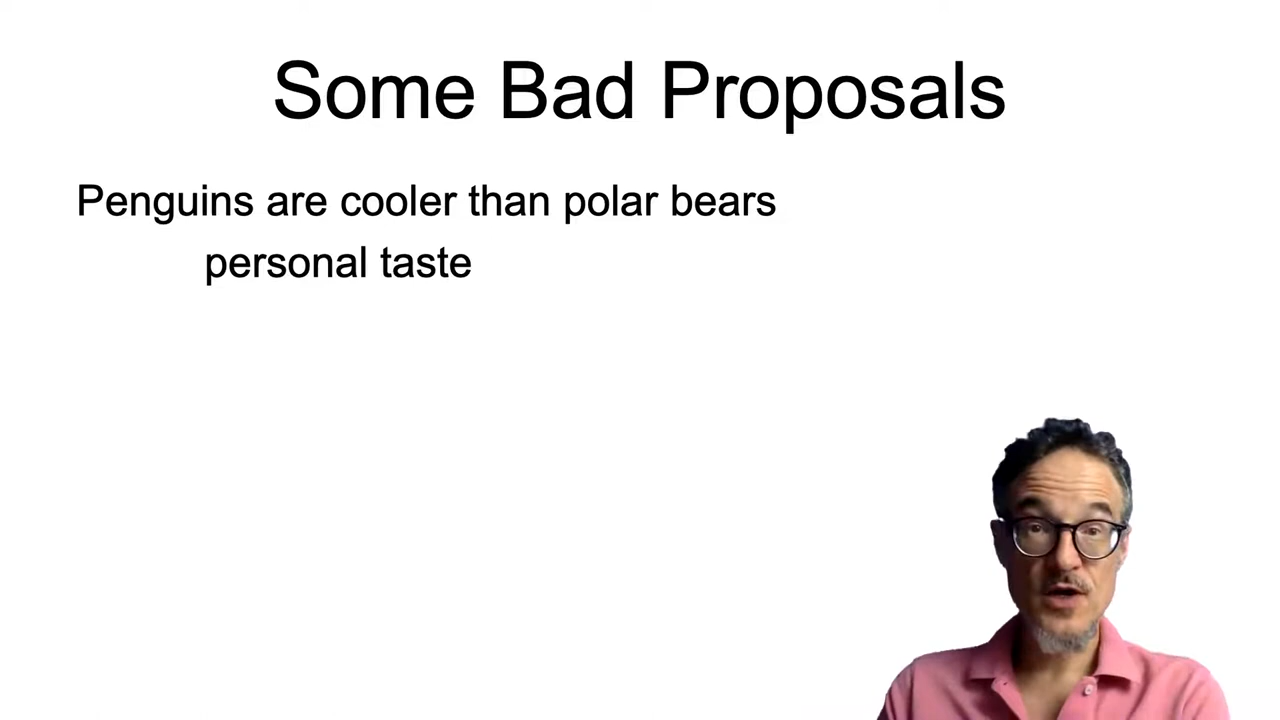 Some Bad Proposals
Penguins are cooler than polar bears
personal taste